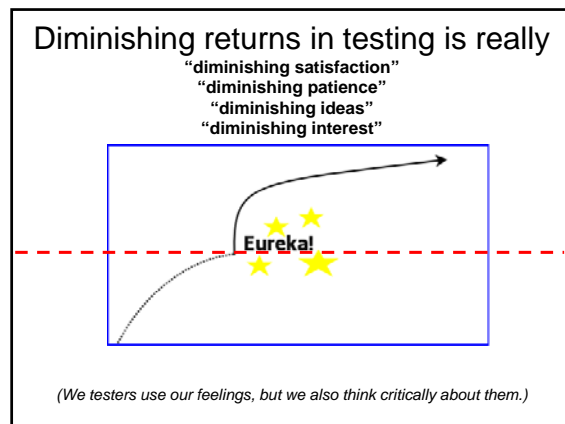 Diminishing returns in testing is really
“diminishing satisfaction”
“diminishing patience”
“diminishing ideas”
“diminishing interest”
Eureka!
(We testers use our feelings, but we also think critically about them.)